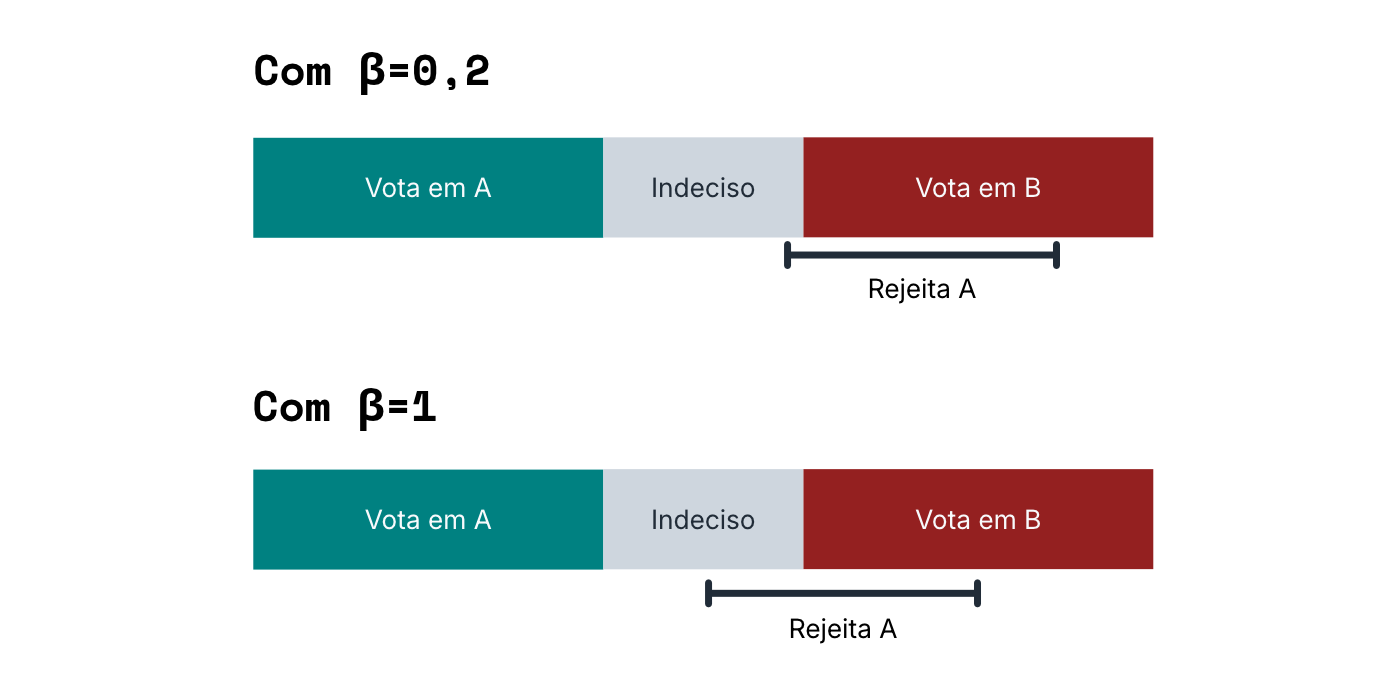 Com β=0,2
Vota em A
Indeciso
Vota em B
Rejeita A
Com β=1
Vota em A
Indeciso
Vota em B
Rejeita A